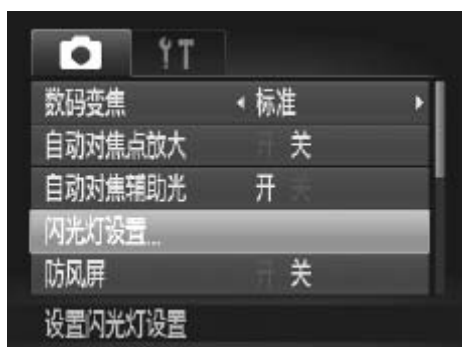 数码变焦 标准
自动对焦点放大 开 关
自动对焦辅助光 开 关
闪光灯设置...
防风屏 开 关
设置闪光灯设置